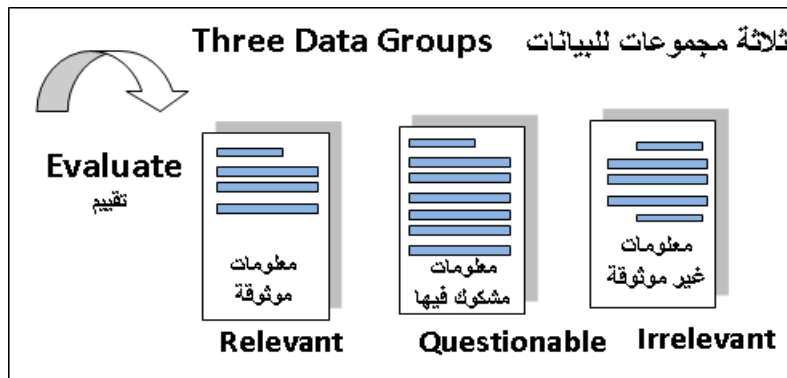 Three Data Groups ثلاثة مجموعات للبيانات
Evaluate
تقييم
معلومات
موثوقة
Relevant
معلومات
مشكوك فيها
Questionable
معلومات
غير موثوقة
Irrelevant